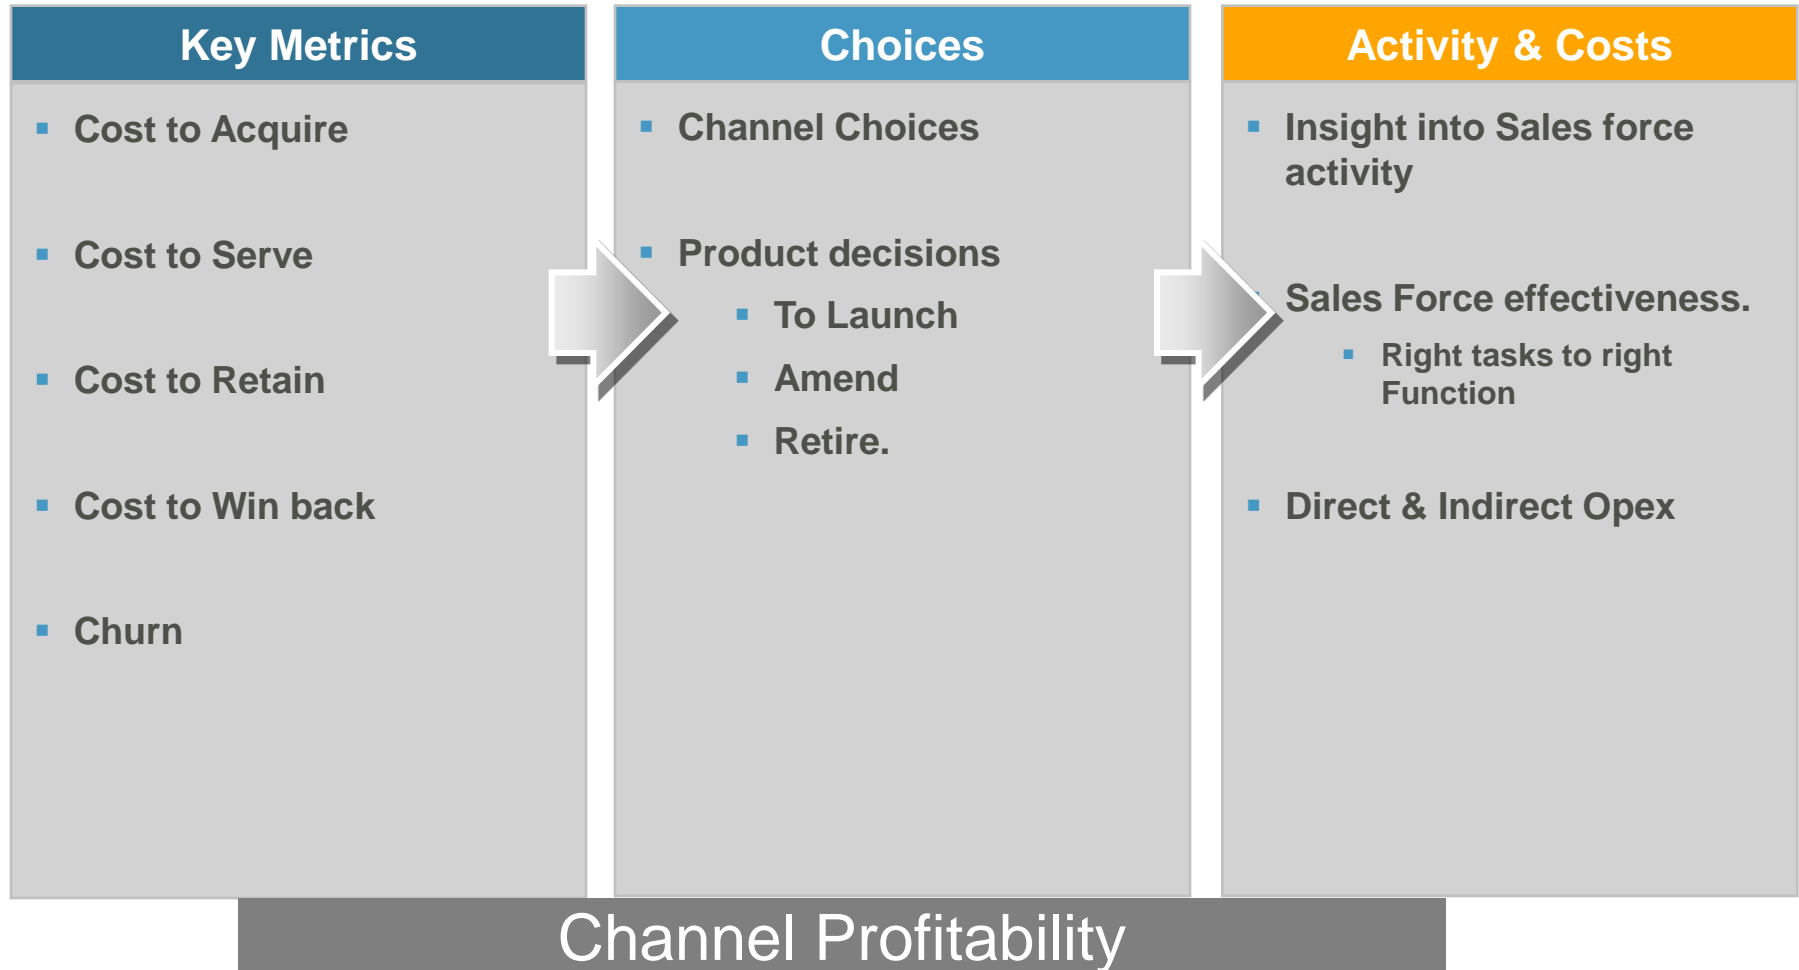 Key Metrics
Cost to Acquire
Cost to Serve
Cost to Retain
Cost to Win back
Churn
Choices
Channel Choices
Product decisions
To Launch
Amend
Retire.
Activity & Costs
Insight into Sales force
activity
Sales Force effectiveness.
Right tasks to right
Function
Direct & Indirect Opex
Channel Profitability